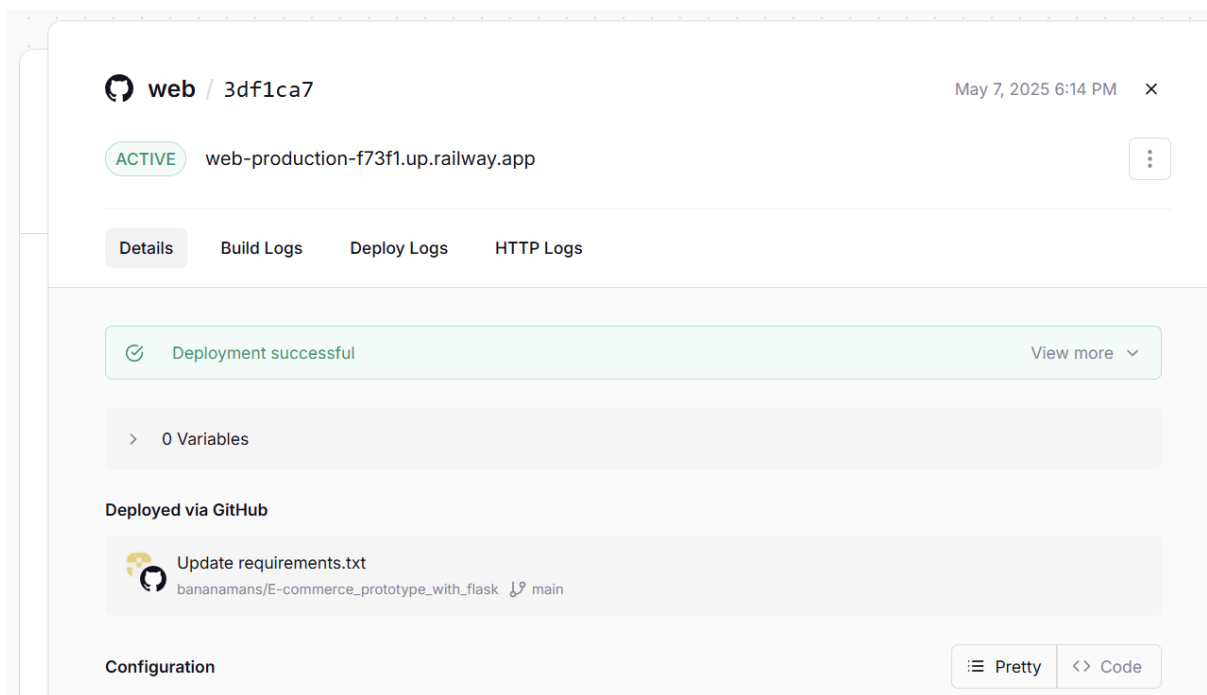 web / 3df1ca7 May 7, 2025 6:14 PM
ACTIVE web-production-f73f1.up.railway.app
Details Build Logs Deploy Logs HTTP Logs
Deployment successful View more
0 Variables
Deployed via GitHub
Update requirements.txt
bananamans/E-commerce_prototype_with_flask main
Configuration Pretty <> Code